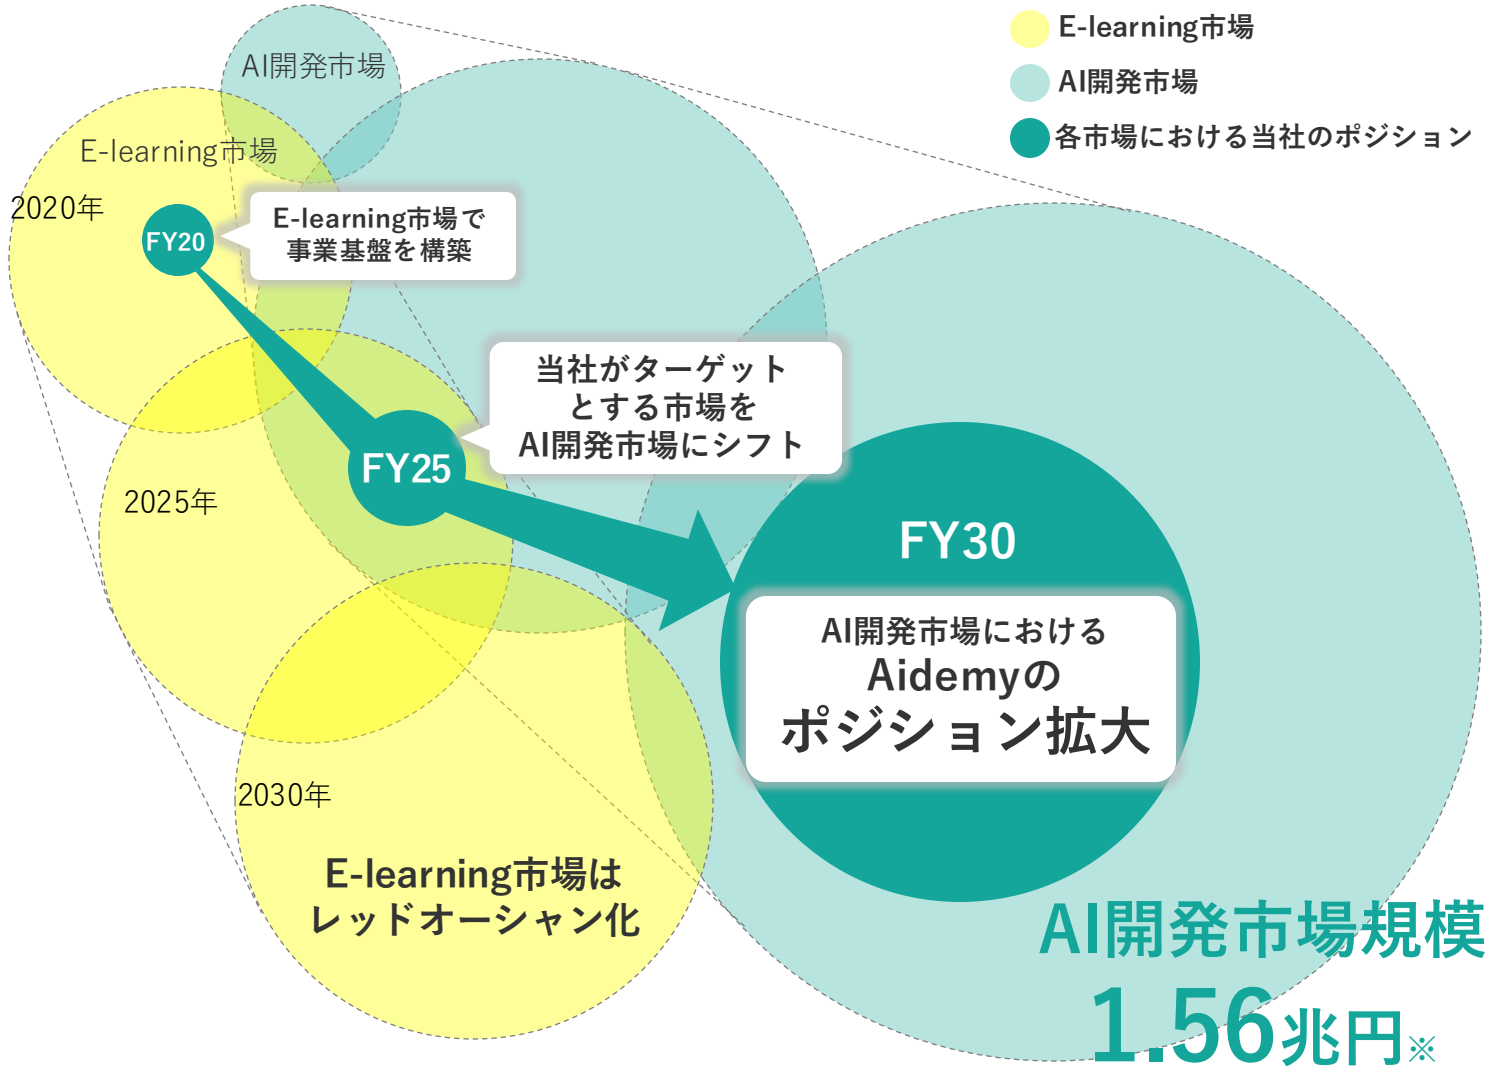 E-learning市場
AI開発市場
各市場における当社のポジション
AI開発市場
E-learning市場
2020年
FY20
E-learning市場で
事業基盤を構築
当社がターゲット
とする市場を
AI開発市場にシフト
FY25
2025年
FY30
AI開発市場における
Aidemyの
ポジション拡大
2030年
E-learning市場は
レッドオーシャン化
AI開発市場規模
1.56兆円※